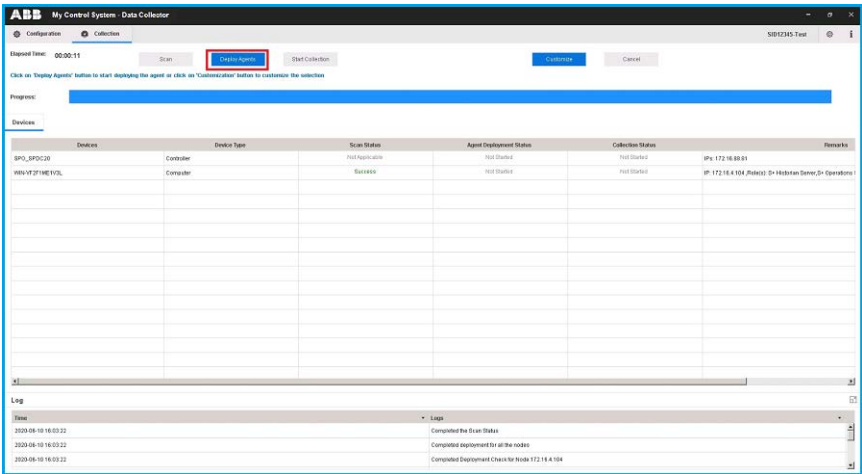 ABB My Control System - Data Collector
Configuration Collection SID12345-Test
Elapsed Time: 00:00:11 Scan Deploy Agents Start Collection Customize Cancel
Click on 'Deploy Agents' button to start deploying the agent or click on 'Customization' button to customize the selection
Progress:
Devices
Devices Device Type Scan Status Agent Deployment Status Collection Status Remarks
SPO_SPDC20 Controller Not Applicable Not Started Not Started IPs: 172.16.89.61
WIN-VF2F1ME1V3L Computer Success Not Started Not Started IP: 172.16.4.104 ,Role(s): D+ Historian Server,D+ Operations
Log
Time Logs
2020-06-10 16:03:22 Completed the Scan Status
2020-06-10 16:03:22 Completed deployment for all the nodes
2020-06-10 16:03:22 Completed Deployment Check for Node 172.16.4.104